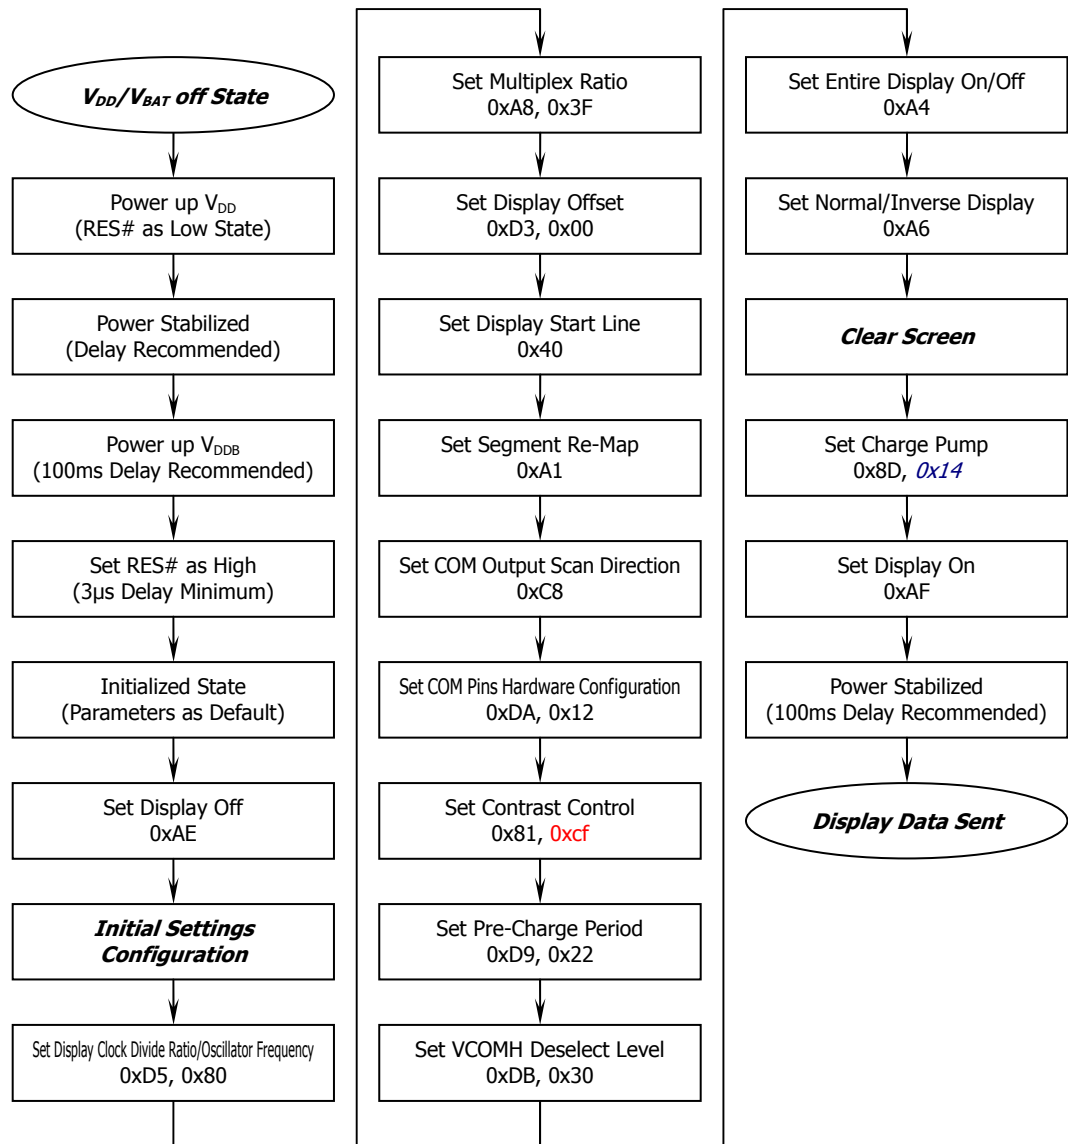 V_DD/V_BAT off State
Power up V_DD
(RES# as Low State)
Power Stabilized
(Delay Recommended)
Power up V_DDB
(100ms Delay Recommended)
Set RES# as High
(3μs Delay Minimum)
Initialized State
(Parameters as Default)
Set Display Off
0xAE
Initial Settings
Configuration
Set Display Clock Divide Ratio/Oscillator Frequency
0xD5, 0x80
Set Multiplex Ratio
0xA8, 0x3F
Set Display Offset
0xD3, 0x00
Set Display Start Line
0x40
Set Segment Re-Map
0xA1
Set COM Output Scan Direction
0xC8
Set COM Pins Hardware Configuration
0xDA, 0x12
Set Contrast Control
0x81, 0xcf
Set Pre-Charge Period
0xD9, 0x22
Set VCOMH Deselect Level
0xDB, 0x30
Set Entire Display On/Off
0xA4
Set Normal/Inverse Display
0xA6
Clear Screen
Set Charge Pump
0x8D, 0x14
Set Display On
0xAF
Power Stabilized
(100ms Delay Recommended)
Display Data Sent